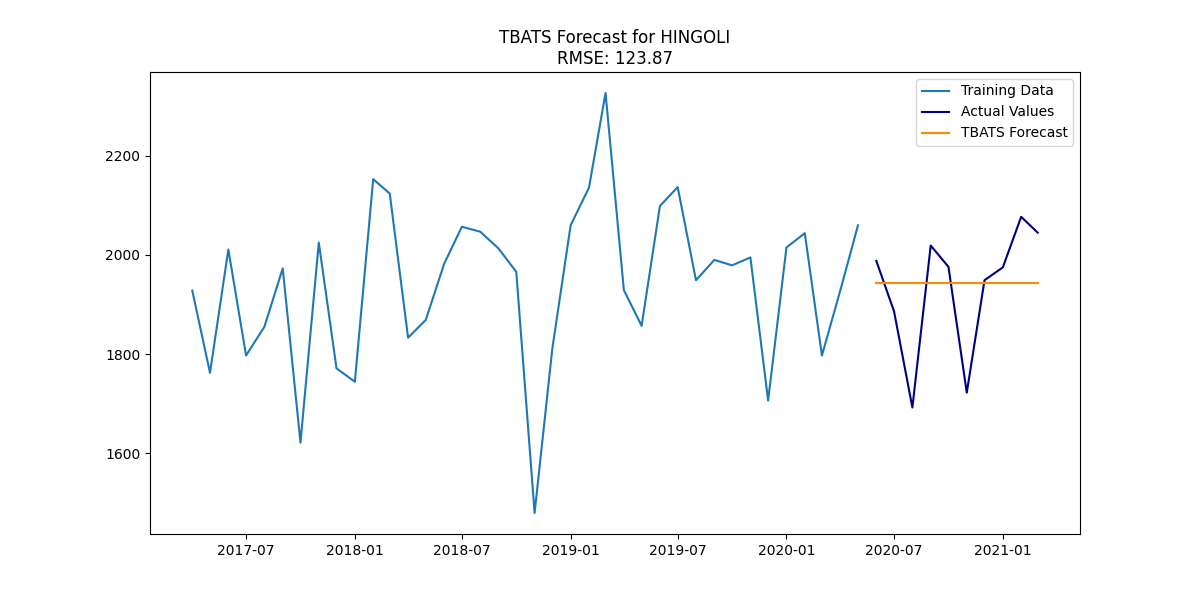 TBATS Forecast for HINGOLI
RMSE: 123.87
Training Data
Actual Values
TBATS Forecast
2200
2000
1800
1600
2017-07 2018-01 2018-07 2019-01 2019-07 2020-01 2020-07 2021-01